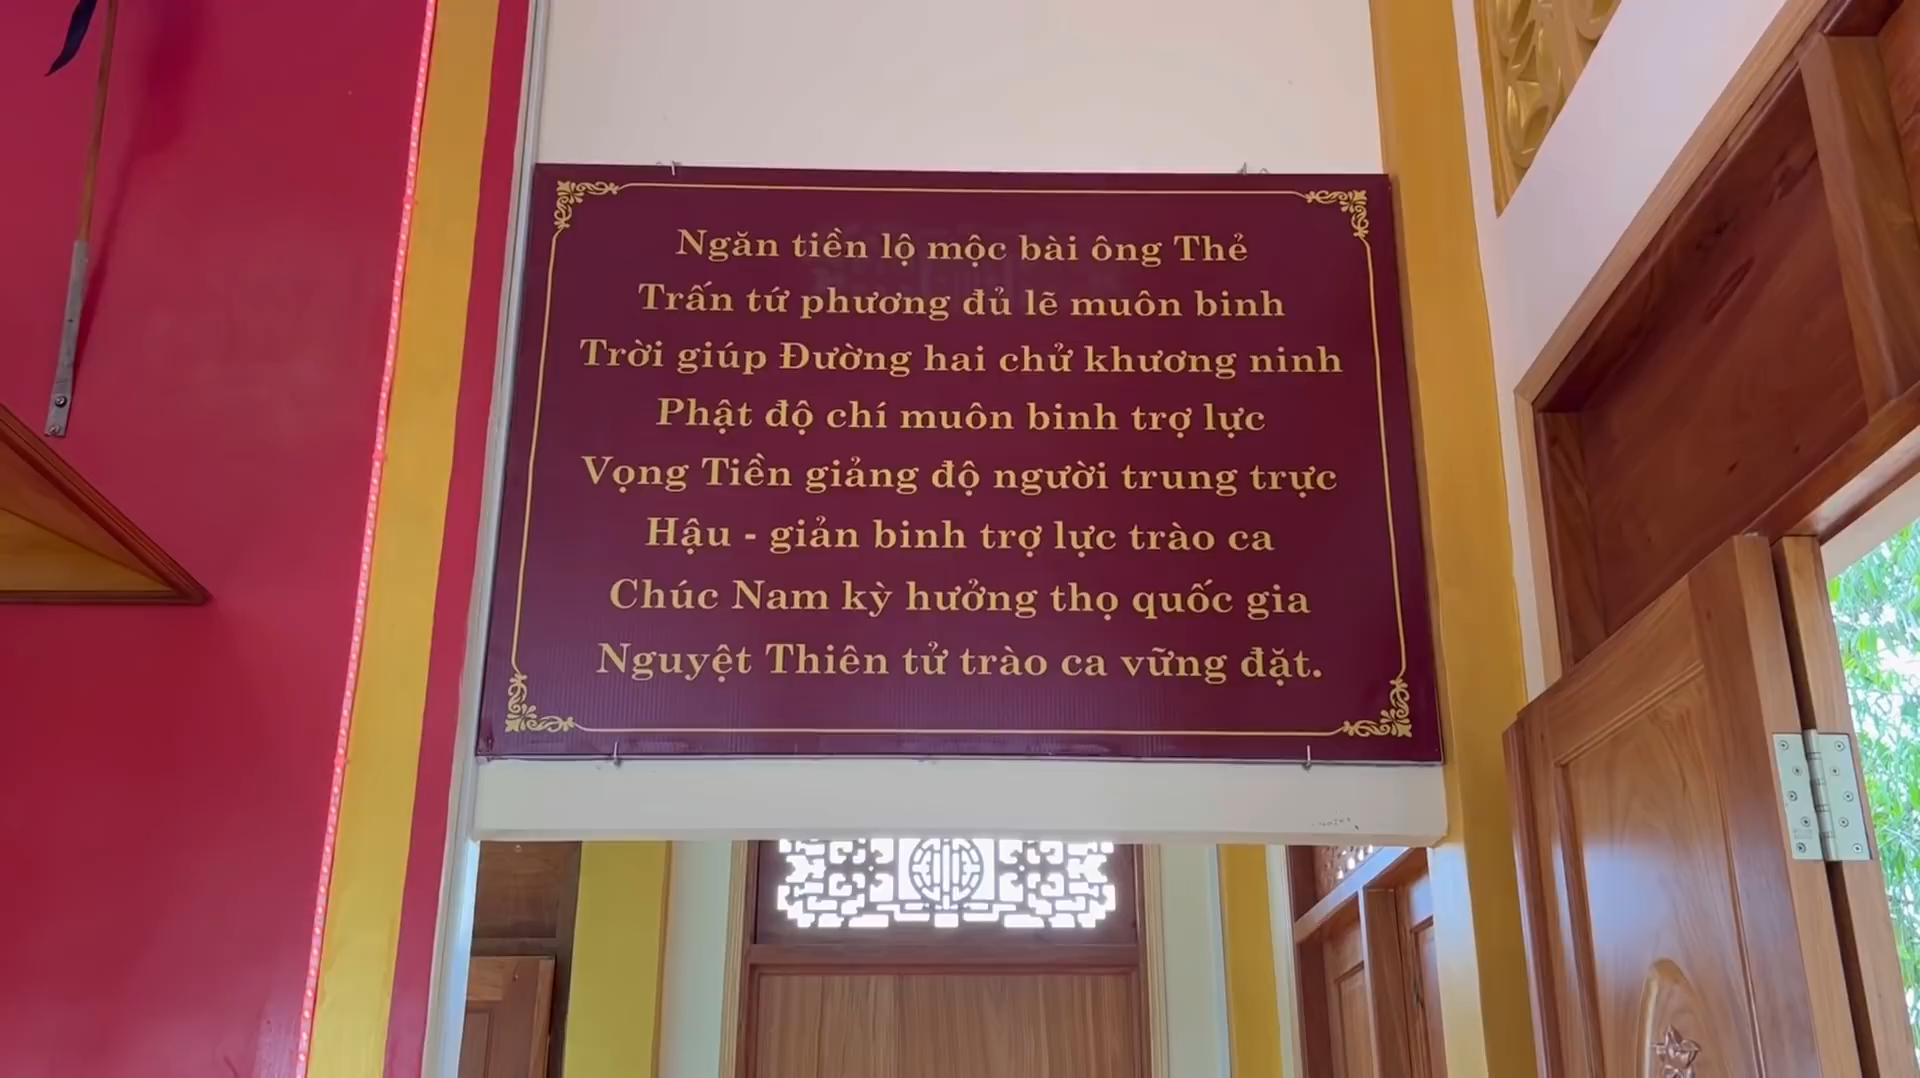 Ngăn tiền lộ mộc bài ông Thẻ
Trấn tứ phương đủ lẽ muôn binh
Trời giúp Đường hai chử khương ninh
Phật độ chí muôn binh trợ lực
Vọng Tiền giảng độ người trung trực
Hậu - giản binh trợ lực trào ca
Chúc Nam kỳ hưởng thọ quốc gia
Nguyệt Thiên tử trào ca vững đặt.